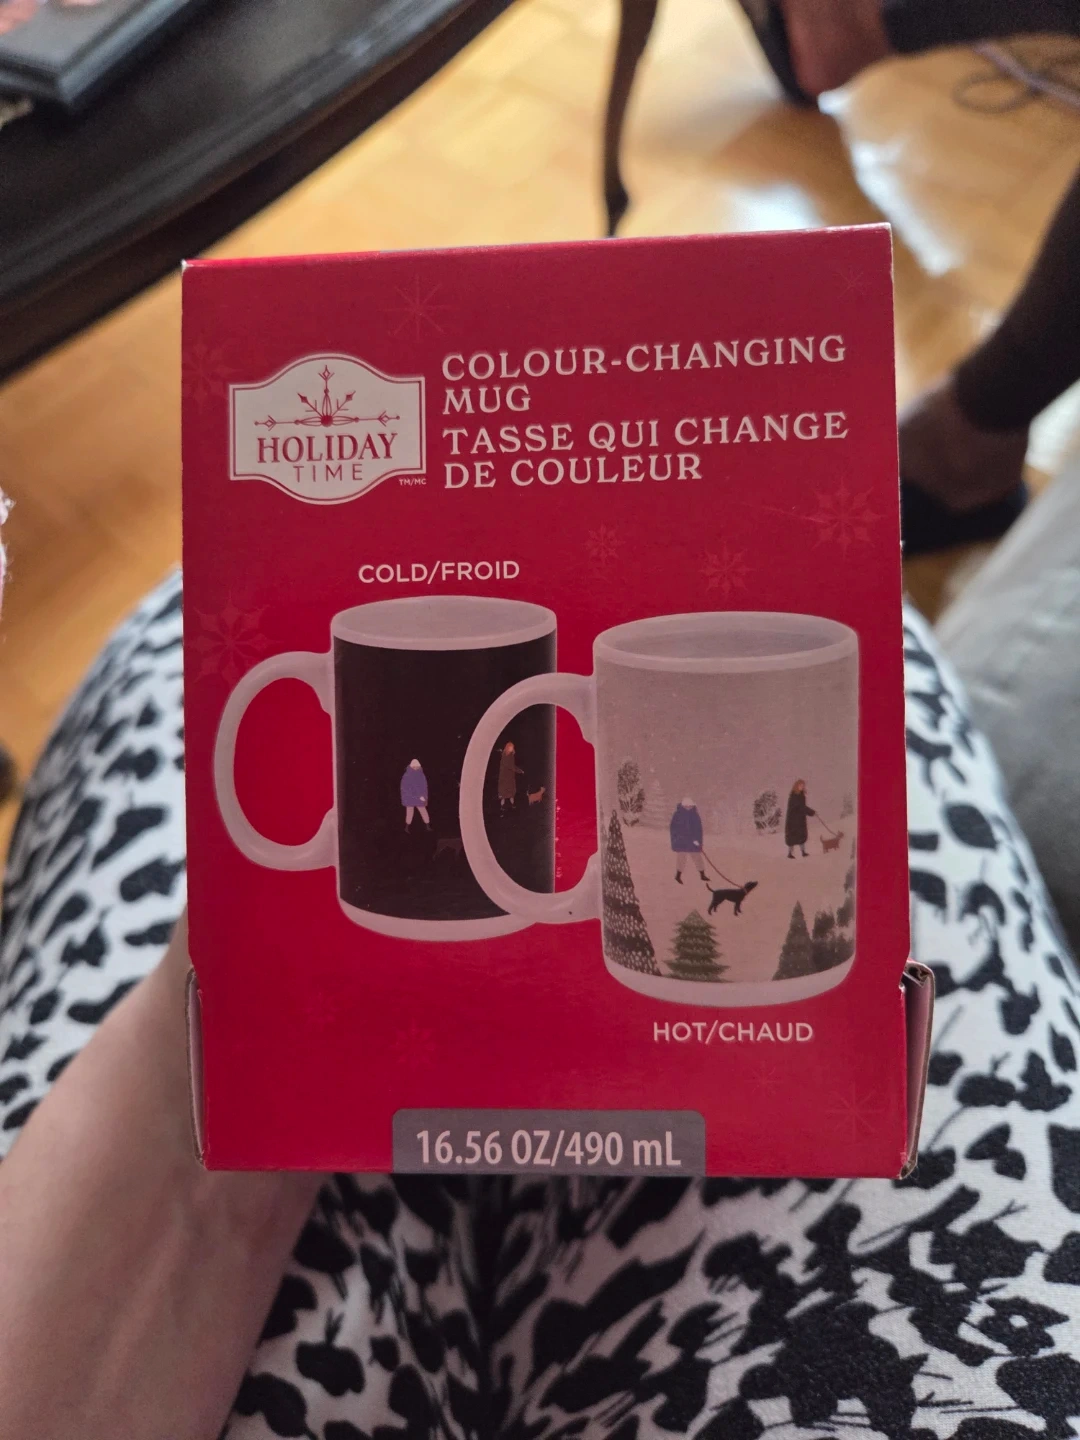 HOLIDAY
TIME
TM/MC
COLOUR-CHANGING
MUG
TASSE QUI CHANGE
DE COULEUR
COLD/FROID
HOT/CHAUD
16.56 OZ/490 mL